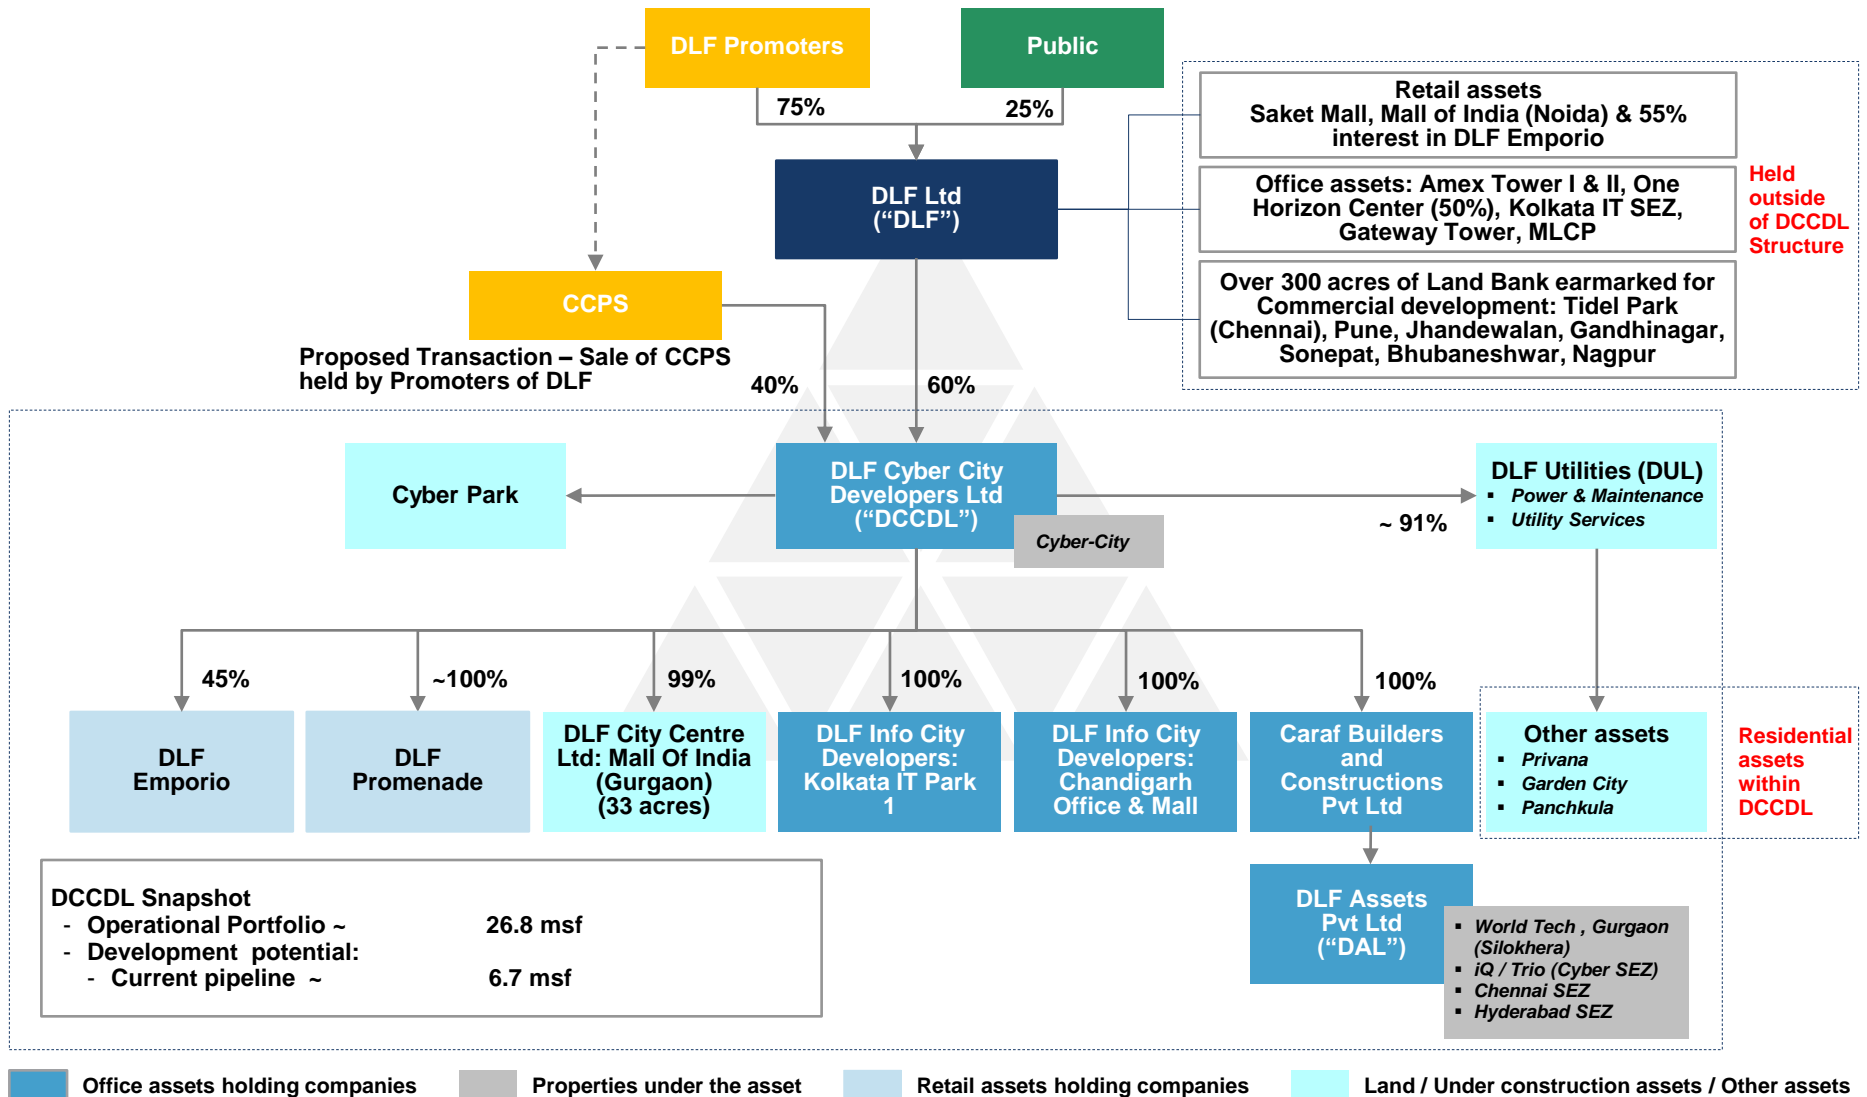 DLF Promoters
Public
75%
25%
Retail assets
Saket Mall, Mall of India (Noida) & 55%
interest in DLF Emporio
DLF Ltd
(“DLF”)
Office assets: Amex Tower I & II, One
Horizon Center (50%), Kolkata IT SEZ,
Gateway Tower, MLCP
Held
outside
of DCCDL
Structure
CCPS
Over 300 acres of Land Bank earmarked for
Commercial development: Tidel Park
(Chennai), Pune, Jhandewalan, Gandhinagar,
Sonepat, Bhubaneshwar, Nagpur
Proposed Transaction – Sale of CCPS
held by Promoters of DLF
40%
60%
Cyber Park
DLF Cyber City
Developers Ltd
(“DCCDL”)
Cyber-City
~ 91%
DLF Utilities (DUL)
▪ Power & Maintenance
▪ Utility Services
45%
~100%
99%
100%
100%
100%
DLF
Emporio
DLF
Promenade
DLF City Centre
Ltd: Mall Of India
(Gurgaon)
(33 acres)
DLF Info City
Developers:
Kolkata IT Park
1
DLF Info City
Developers:
Chandigarh
Office & Mall
Caraf Builders
and
Constructions
Pvt Ltd
Other assets
▪ Privana
▪ Garden City
▪ Panchkula
Residential
assets
within
DCCDL
DCCDL Snapshot
- Operational Portfolio ~ 26.8 msf
- Development potential:
- Current pipeline ~ 6.7 msf
DLF Assets
Pvt Ltd
(“DAL”)
▪ World Tech , Gurgaon
(Silokhera)
▪ iQ / Trio (Cyber SEZ)
▪ Chennai SEZ
▪ Hyderabad SEZ
Office assets holding companies
Properties under the asset
Retail assets holding companies
Land / Under construction assets / Other assets